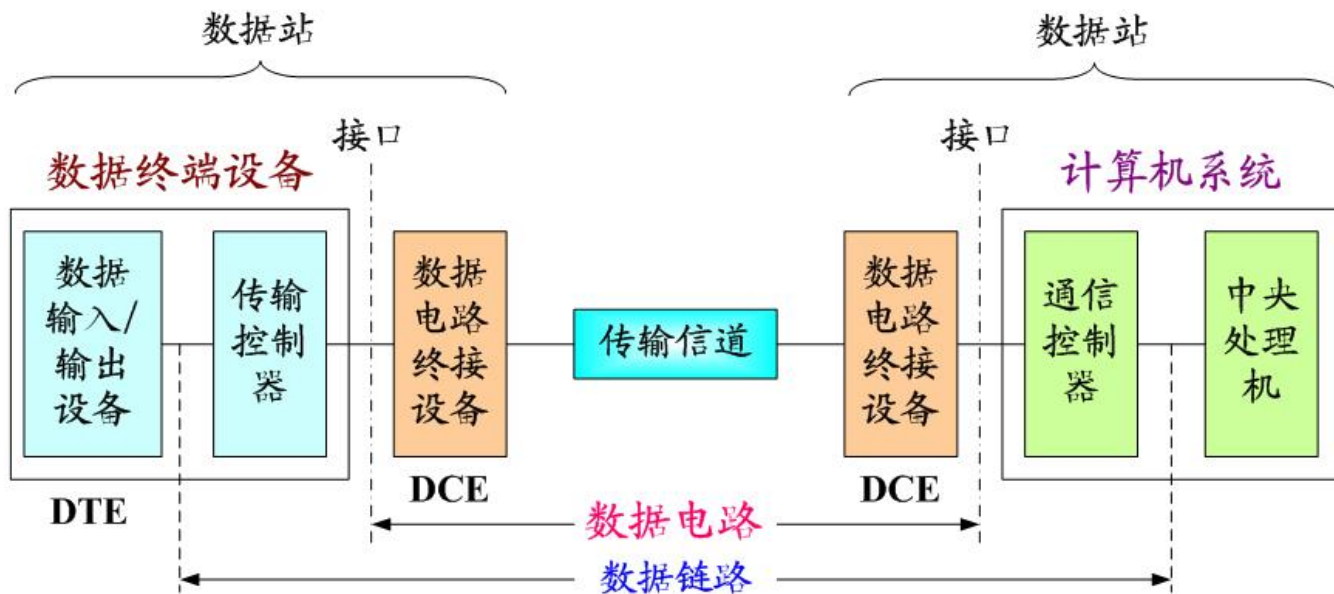 数据站
数据站
接口
接口
数据终端设备
计算机系统
数据
输入/
输出
设备
传输
控制
器
数据
电路
终接
设备
传输信道
数据
电路
终接
设备
通信
控制
器
中央
处理
机
DTE
DCE
DCE
数据电路
数据链路